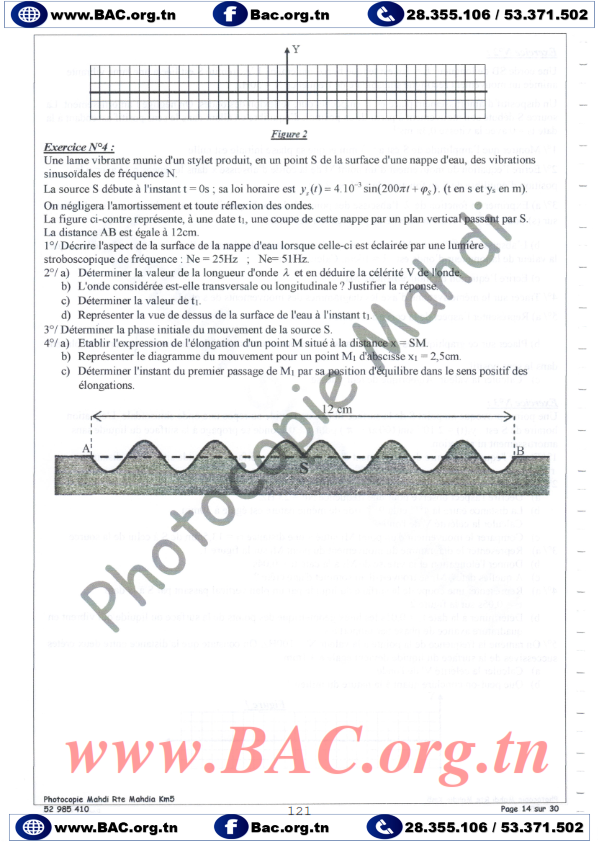 www.BAC.org.tn Bac.org.tn 28.355.106 / 53.371.502
Y
Figure 2
Exercice N°4 :
Une lame vibrante munie d'un stylet produit, en un point S de la surface d'une nappe d'eau, des vibrations
sinusoïdales de fréquence N.
La source S débute à l'instant t = 0s ; sa loi horaire est y_s(t) = 4.10⁻³ sin(200πt + φ_S). (t en s et y_s en m).
On négligera l'amortissement et toute réflexion des ondes.
La figure ci-contre représente, à une date t₁, une coupe de cette nappe par un plan vertical passant par S.
La distance AB est égale à 12cm.
1°/ Décrire l'aspect de la surface de la nappe d'eau lorsque celle-ci est éclairée par une lumière
stroboscopique de fréquence : Ne = 25Hz ; Ne= 51Hz.
2°/ a) Déterminer la valeur de la longueur d'onde λ et en déduire la célérité V de l'onde.
b) L'onde considérée est-elle transversale ou longitudinale ? Justifier la réponse.
c) Déterminer la valeur de t₁.
d) Représenter la vue de dessus de la surface de l'eau à l'instant t₁.
3°/ Déterminer la phase initiale du mouvement de la source S.
4°/ a) Etablir l'expression de l'élongation d'un point M situé à la distance x = SM.
b) Représenter le diagramme du mouvement pour un point M₁ d'abscisse x₁ = 2,5cm.
c) Déterminer l'instant du premier passage de M₁ par sa position d'équilibre dans le sens positif des
élongations.
12 cm
A
B
S
Photocopie Mahdi
www.BAC.org.tn
Photocopie Mahdi Rte Mahdia Km5
52 985 410
121
Page 14 sur 30
www.BAC.org.tn Bac.org.tn 28.355.106 / 53.371.502